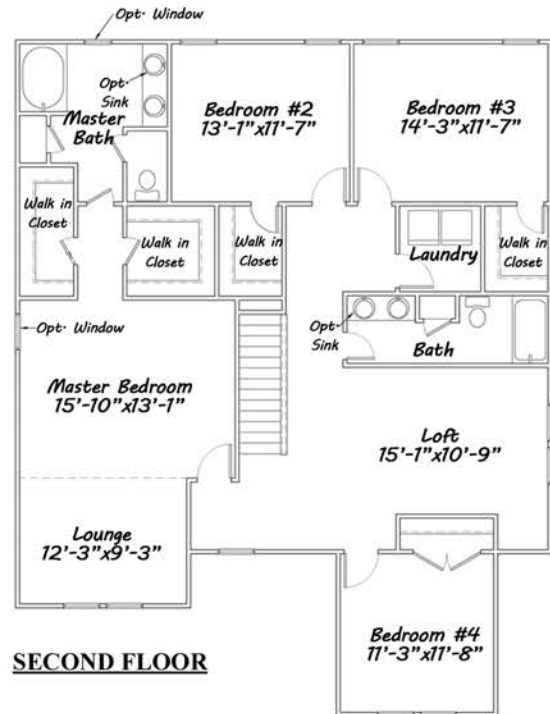 Opt. Window
Opt.
Sink
Master
Bath
Bedroom #2
13'-1"x11'-7"
Bedroom #3
14'-3"x11'-7"
Walk in
Closet
Walk in
Closet
Walk in
Closet
Laundry
Walk in
Closet
Opt. Window
Opt.
Sink
Bath
Master Bedroom
15'-10"x13'-1"
Loft
15'-1"x10'-9"
Lounge
12'-3"x9'-3"
Bedroom #4
11'-3"x11'-8"
SECOND FLOOR